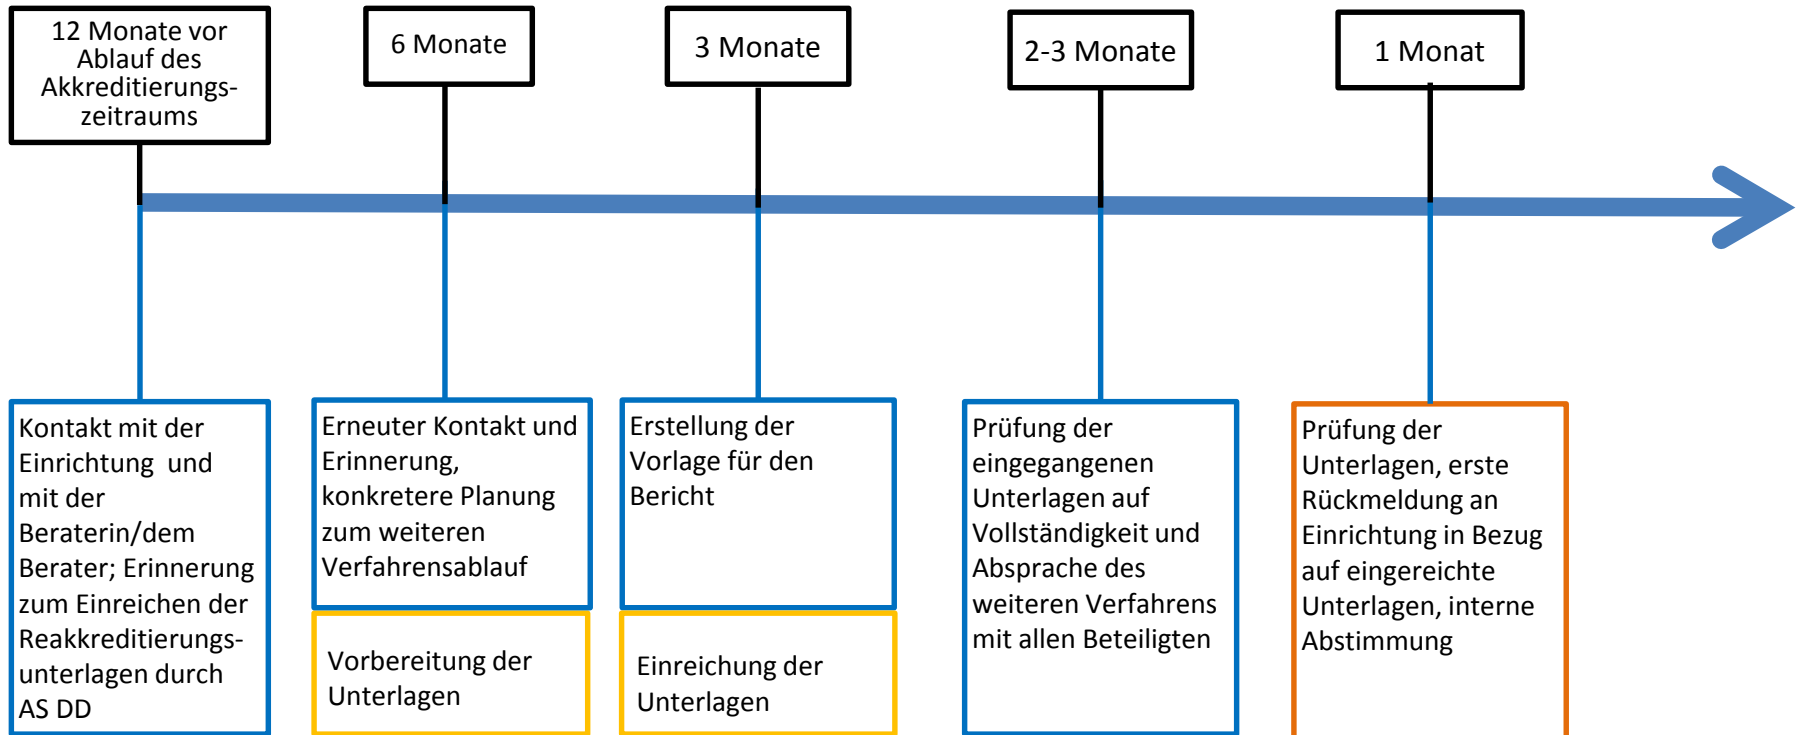 12 Monate vor
Ablauf des
Akkreditierungs-
zeitraums
6 Monate
3 Monate
2-3 Monate
1 Monat
Kontakt mit der
Einrichtung und
mit der
Beraterin/dem
Berater; Erinnerung
zum Einreichen der
Reakkreditierungs-
unterlagen durch
AS DD
Erneuter Kontakt und
Erinnerung,
konkretere Planung
zum weiteren
Verfahrensablauf
Vorbereitung der
Unterlagen
Erstellung der
Vorlage für den
Bericht
Einreichung der
Unterlagen
Prüfung der
eingegangenen
Unterlagen auf
Vollständigkeit und
Absprache des
weiteren Verfahrens
mit allen Beteiligten
Prüfung der
Unterlagen, erste
Rückmeldung an
Einrichtung in Bezug
auf eingereichte
Unterlagen, interne
Abstimmung